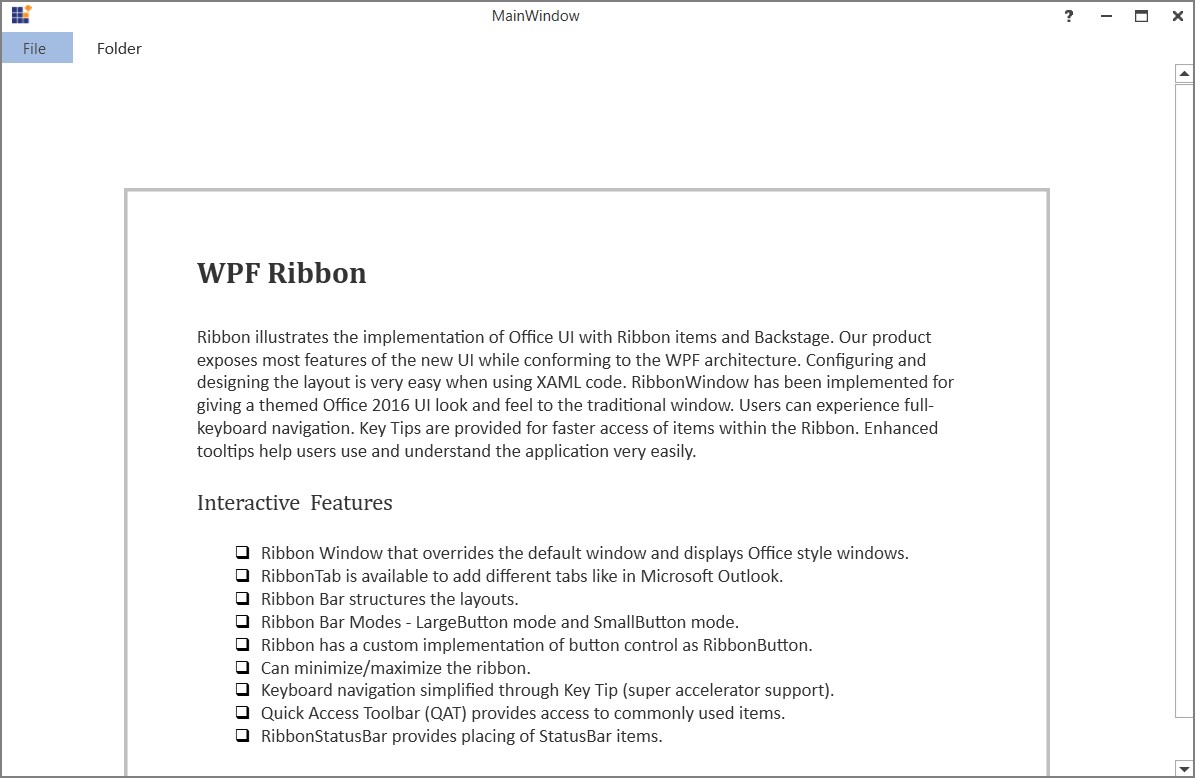 MainWindow
?
File Folder
WPF Ribbon
Ribbon illustrates the implementation of Office UI with Ribbon items and Backstage. Our product
exposes most features of the new UI while conforming to the WPF architecture. Configuring and
designing the layout is very easy when using XAML code. RibbonWindow has been implemented for
giving a themed Office 2016 UI look and feel to the traditional window. Users can experience full-
keyboard navigation. Key Tips are provided for faster access of items within the Ribbon. Enhanced
tooltips help users use and understand the application very easily.
Interactive Features
❑ Ribbon Window that overrides the default window and displays Office style windows.
❑ RibbonTab is available to add different tabs like in Microsoft Outlook.
❑ Ribbon Bar structures the layouts.
❑ Ribbon Bar Modes - LargeButton mode and SmallButton mode.
❑ Ribbon has a custom implementation of button control as RibbonButton.
❑ Can minimize/maximize the ribbon.
❑ Keyboard navigation simplified through Key Tip (super accelerator support).
❑ Quick Access Toolbar (QAT) provides access to commonly used items.
❑ RibbonStatusBar provides placing of StatusBar items.